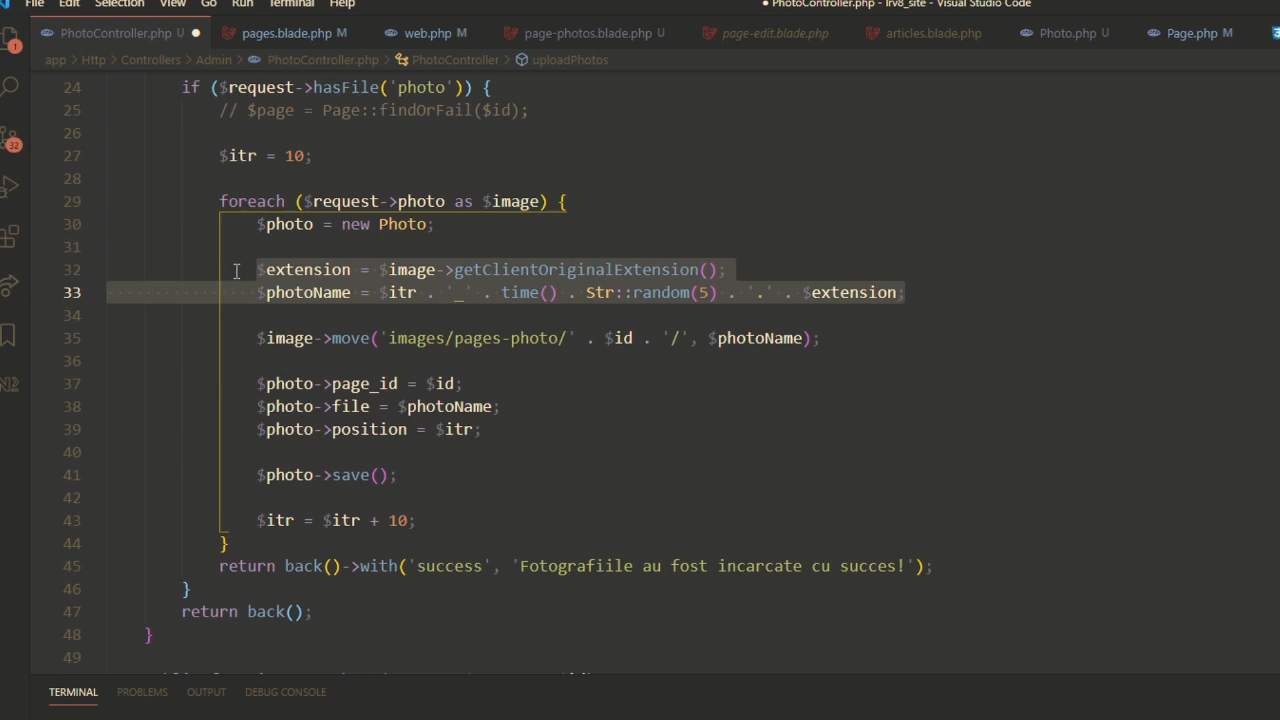 File Edit Selection View Go Run Terminal Help ● PhotoController.php - lrv8_site - Visual Studio Code
PhotoController.php U ● pages.blade.php M web.php M page-photos.blade.php U page-edit.blade.php articles.blade.php Photo.php U Page.php M
app > Http > Controllers > Admin > PhotoController.php > PhotoController > uploadPhotos
24 if ($request->hasFile('photo')) {
25 // $page = Page::findOrFail($id);
26
27 $itr = 10;
28
29 foreach ($request->photo as $image) {
30 $photo = new Photo;
31
32 $extension = $image->getClientOriginalExtension();
33 $photoName = $itr . '_' . time() . Str::random(5) . '.' . $extension;
34
35 $image->move('images/pages-photo/' . $id . '/', $photoName);
36
37 $photo->page_id = $id;
38 $photo->file = $photoName;
39 $photo->position = $itr;
40
41 $photo->save();
42
43 $itr = $itr + 10;
44 }
45 return back()->with('success', 'Fotografiile au fost incarcate cu succes!');
46 }
47 return back();
48 }
49
1
32
TERMINAL PROBLEMS OUTPUT DEBUG CONSOLE